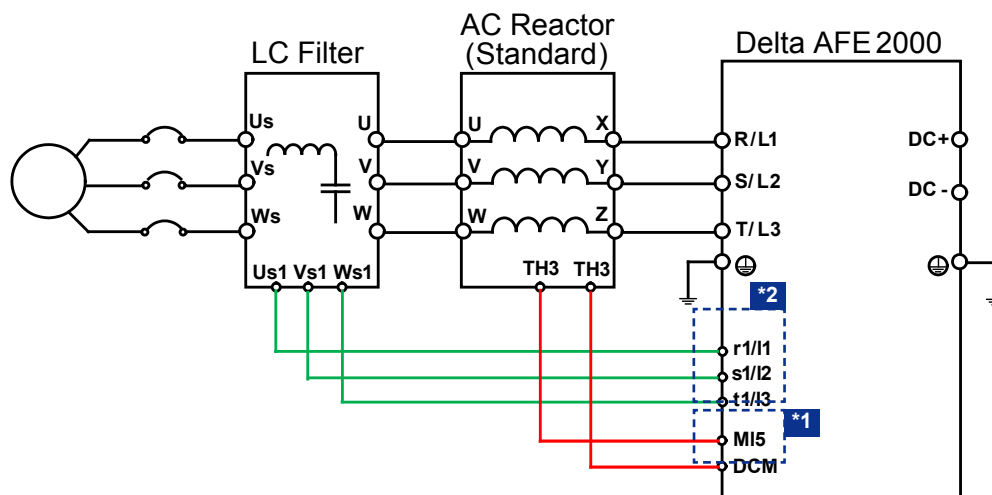 LC Filter
AC Reactor
(Standard)
Delta AFE 2000
Us
U
U
X
R/L1
DC+
Vs
V
V
Y
S/L2
DC -
Ws
W
W
Z
T/L3
Us1 Vs1 Ws1
TH3
TH3
*2
r1/l1
s1/l2
t1/l3
*1
MI5
DCM